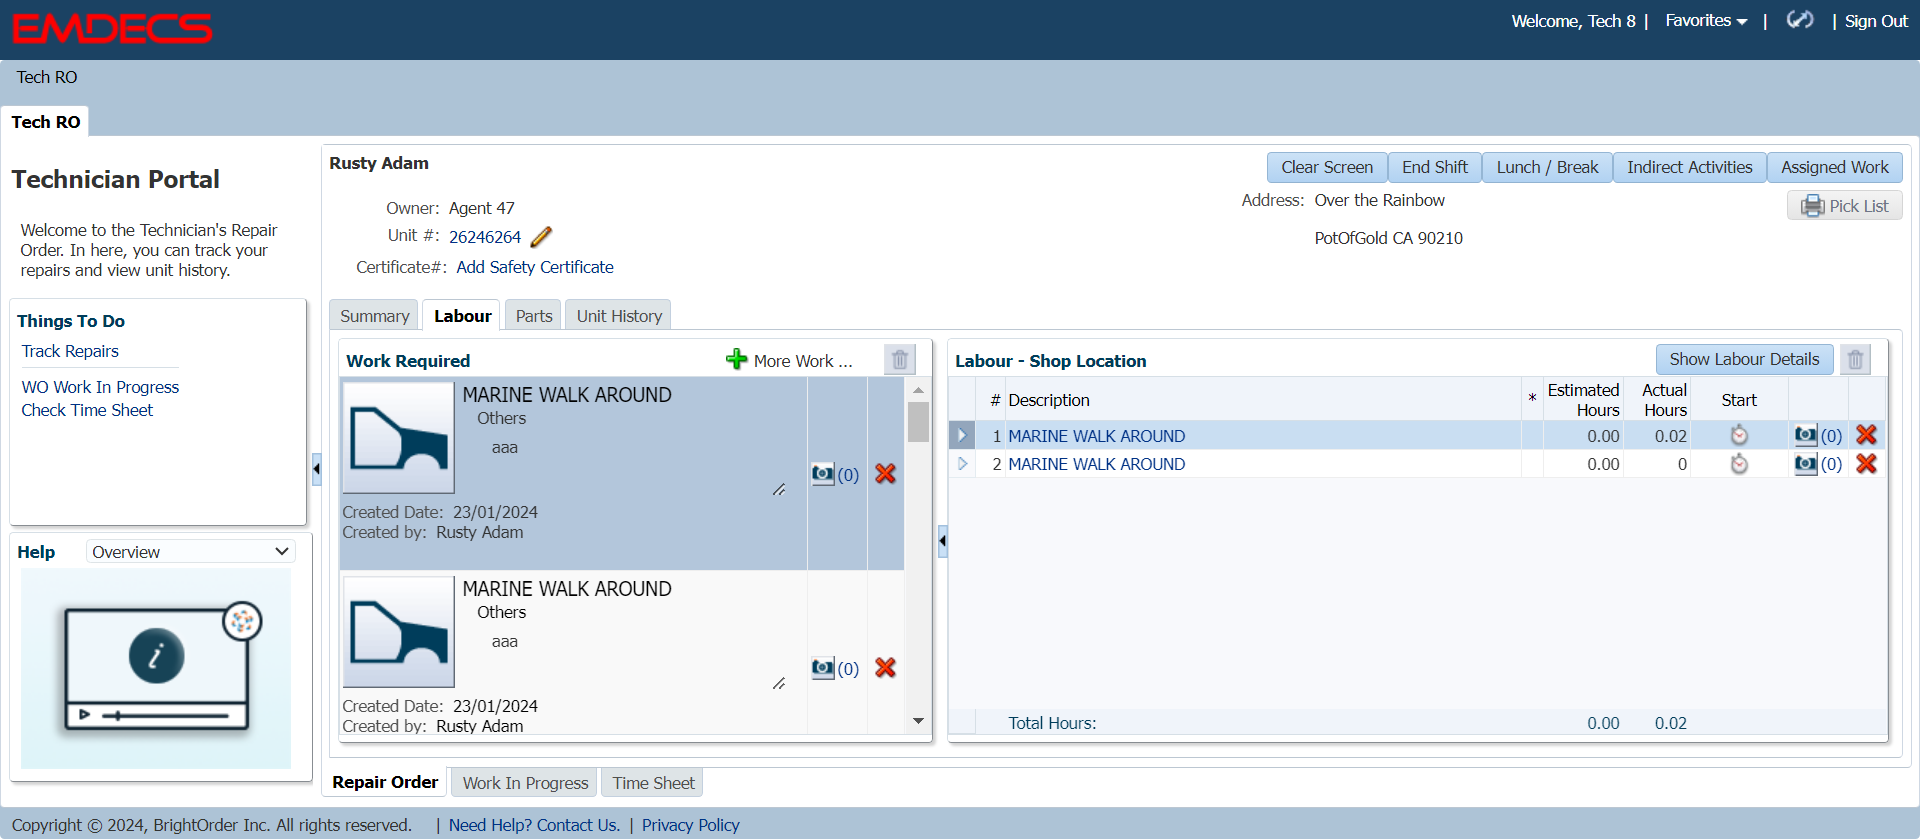 EMDECS
Welcome, Tech 8 | Favorites | | Sign Out
Tech RO
Tech RO
Technician Portal
Welcome to the Technician's Repair
Order. In here, you can track your
repairs and view unit history.
Things To Do
Track Repairs
WO Work In Progress
Check Time Sheet
Help Overview
i
Rusty Adam
Clear Screen End Shift Lunch / Break Indirect Activities Assigned Work
Pick List
Owner: Agent 47
Unit #: 26246264
Certificate#: Add Safety Certificate
Address: Over the Rainbow
PotOfGold CA 90210
Summary Labour Parts Unit History
Work Required More Work ...
MARINE WALK AROUND
Others
aaa
(0)
Created Date: 23/01/2024
Created by: Rusty Adam
MARINE WALK AROUND
Others
aaa
(0)
Created Date: 23/01/2024
Created by: Rusty Adam
Labour - Shop Location Show Labour Details
# Description * Estimated Hours Actual Hours Start
1 MARINE WALK AROUND 0.00 0.02 (0)
2 MARINE WALK AROUND 0.00 0 (0)
Total Hours: 0.00 0.02
Repair Order Work In Progress Time Sheet
Copyright © 2024, BrightOrder Inc. All rights reserved. | Need Help? Contact Us. | Privacy Policy